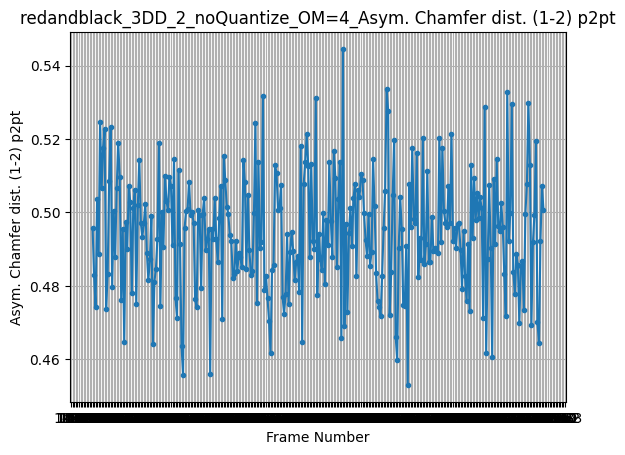 redandblack_3DD_2_noQuantize_OM=4_Asym. Chamfer dist. (1-2) p2pt
0.54
0.52
0.50
0.48
0.46
Asym. Chamfer dist. (1-2) p2pt
Frame Number